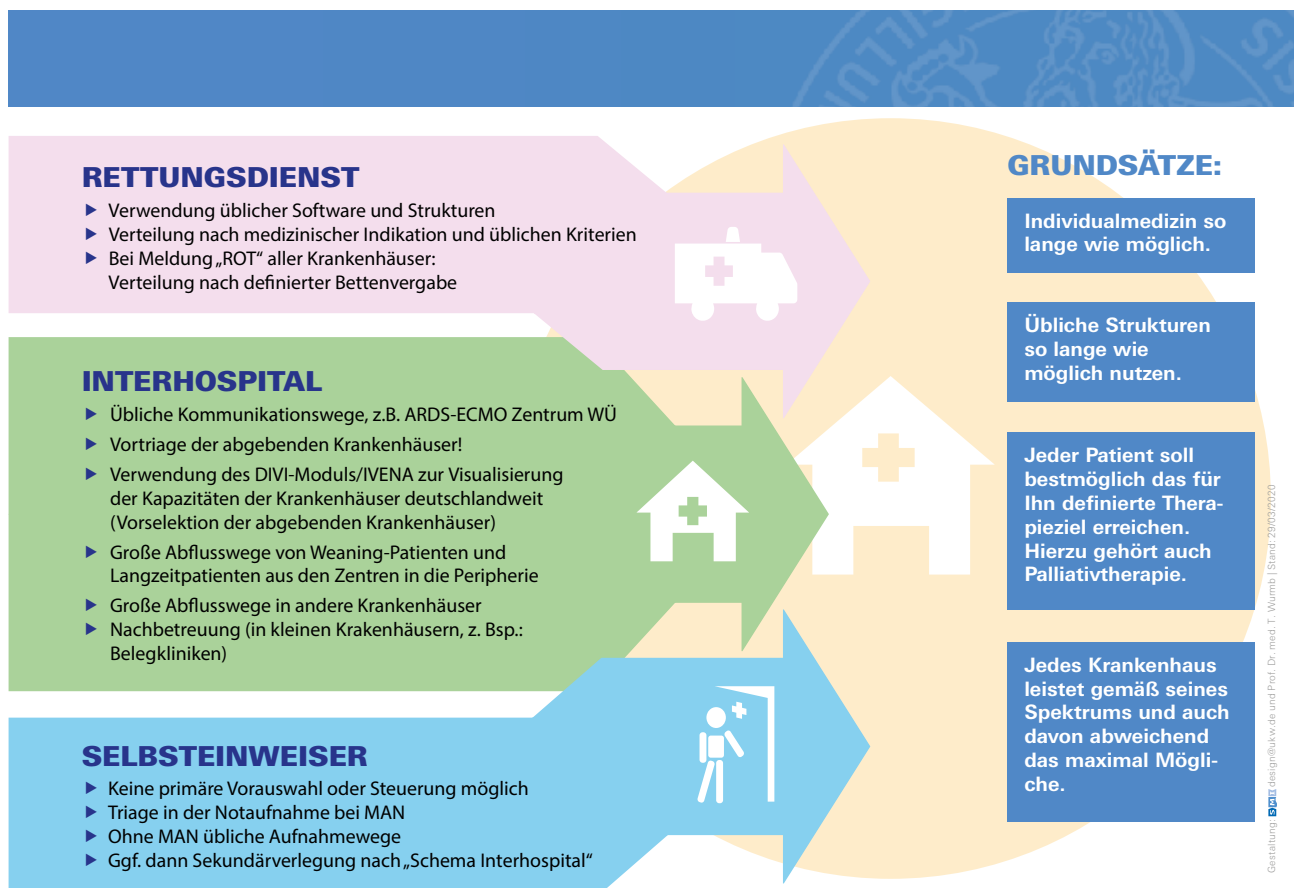 RETTUNGSDIENST
▶ Verwendung üblicher Software und Strukturen
▶ Verteilung nach medizinischer Indikation und üblichen Kriterien
▶ Bei Meldung „ROT“ aller Krankenhäuser:
Verteilung nach definierter Bettenvergabe
INTERHOSPITAL
▶ Übliche Kommunikationswege, z.B. ARDS-ECMO Zentrum WÜ
▶ Vortriage der abgebenden Krankenhäuser!
▶ Verwendung des DIVI-Moduls/IVENA zur Visualisierung
der Kapazitäten der Krankenhäuser deutschlandweit
(Vorselektion der abgebenden Krankenhäuser)
▶ Große Abflusswege von Weaning-Patienten und
Langzeitpatienten aus den Zentren in die Peripherie
▶ Große Abflusswege in andere Krankenhäuser
▶ Nachbetreuung (in kleinen Krakenhäusern, z. Bsp.:
Belegkliniken)
SELBSTEINWEISER
▶ Keine primäre Vorauswahl oder Steuerung möglich
▶ Triage in der Notaufnahme bei MAN
▶ Ohne MAN übliche Aufnahmewege
▶ Ggf. dann Sekundärverlegung nach „Schema Interhospital“
GRUNDSÄTZE:
Individualmedizin so
lange wie möglich.
Übliche Strukturen
so lange wie
möglich nutzen.
Jeder Patient soll
bestmöglich das für
Ihn definierte Thera-
pieziel erreichen.
Hierzu gehört auch
Palliativtherapie.
Jedes Krankenhaus
leistet gemäß seines
Spektrums und auch
davon abweichend
das maximal Mögli-
che.
Gestaltung: SMI design@ukw.de und Prof. Dr. med. T. Wurmb | Stand: 29/03/2020